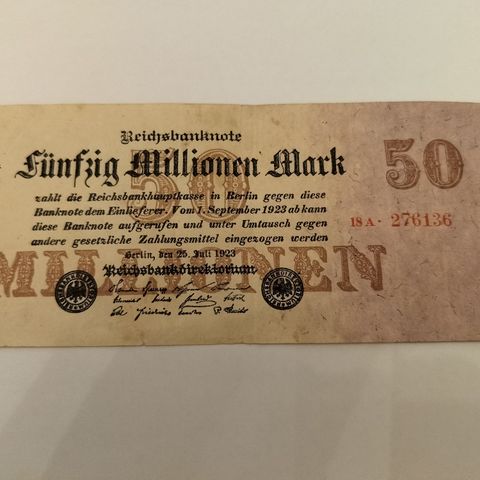 Reichsbanknote
50
Fünfzig Millionen Mark
50
zahlt die Reichsbankhauptkasse in Berlin gegen diese
Banknote dem Einlieferer. Vom 1. September 1923 ab kann
18A · 276136
diese Banknote aufgerufen und unter Umtausch gegen
andere gesetzliche Zahlungsmittel eingezogen werden
Berlin, den 25. Juli 1923
MILLIONEN
Reichsbankdirektorium